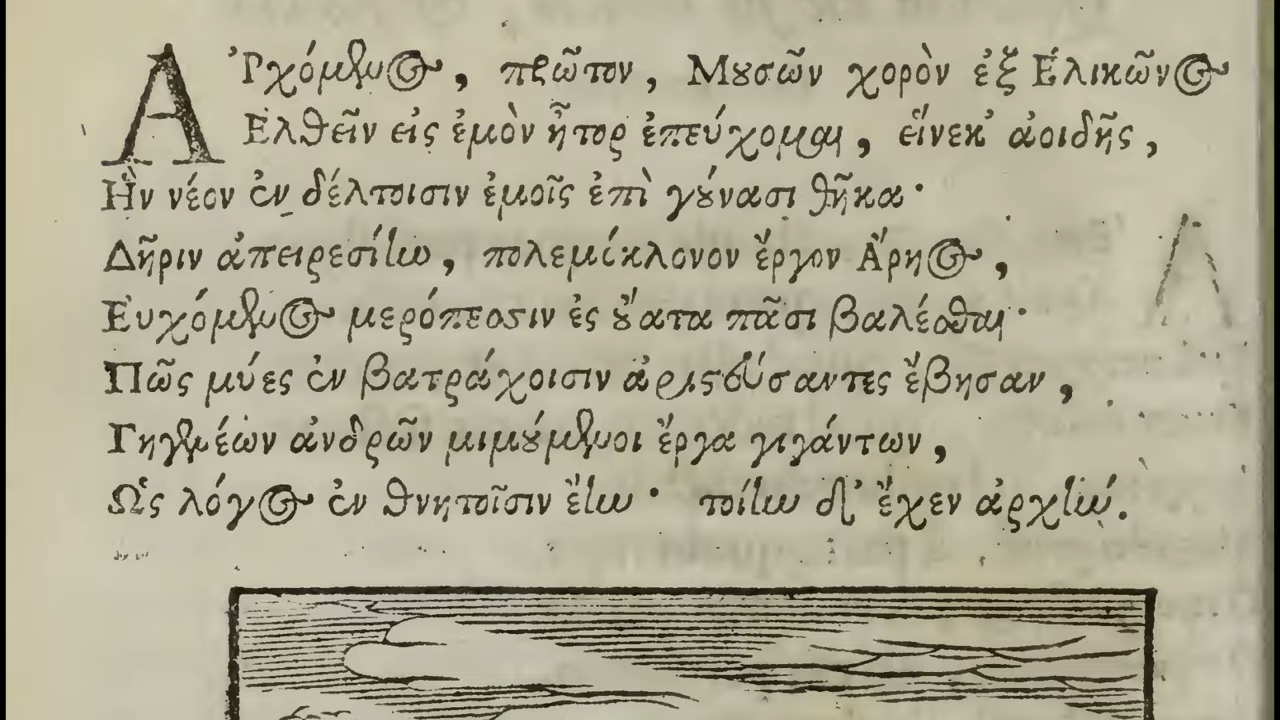 Ἀρχόμενος, πρῶτον, Μουσῶν χορὸν ἐξ Ἑλικῶνος
Ελθεῖν εἰς ἐμὸν ἦτορ ἐπεύχομαι, εἵνεκ' ἀοιδῆς,
Ἣν νέον ἐν δέλτοισιν ἐμοῖς ἐπὶ γούνασι θῆκα·
Δῆριν ἀπειρεσίην, πολεμόκλονον ἔργον Ἄρηος,
Εὐχόμενος μερόπεσσιν ἐς οὔατα πᾶσι βαλέσθαι·
Πῶς μύες ἐν βατράχοισιν ἀριστεύσαντες ἔβησαν,
Γηγενέων ἀνδρῶν μιμούμενοι ἔργα γιγάντων,
Ὡς λόγος ἐν θνητοῖσιν ἔην· τοίην δ' ἔχεν ἀρχήν.